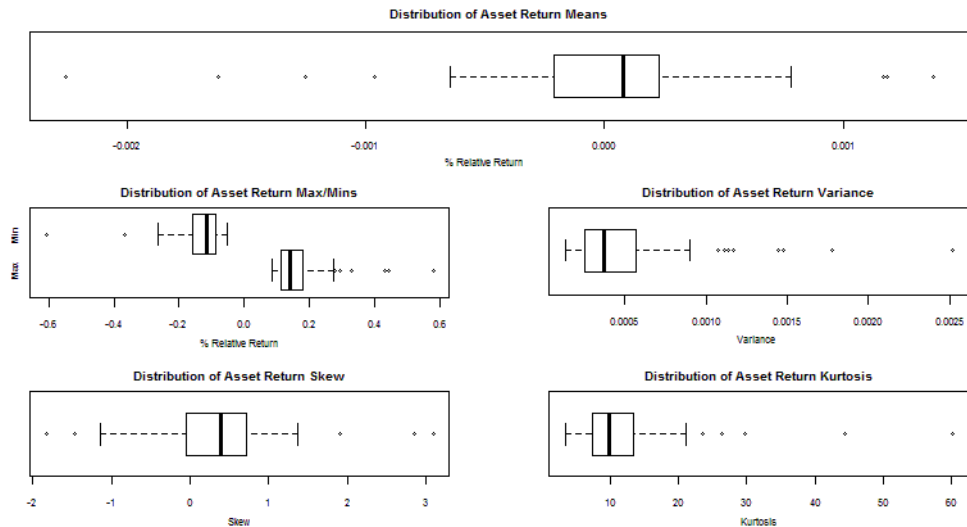 Distribution of Asset Return Means
-0.002 -0.001 0.000 0.001
% Relative Return
Distribution of Asset Return Max/Mins
Min
Max
-0.6 -0.4 -0.2 0.0 0.2 0.4 0.6
% Relative Return
Distribution of Asset Return Variance
0.0005 0.0010 0.0015 0.0020 0.0025
Variance
Distribution of Asset Return Skew
-2 -1 0 1 2 3
Skew
Distribution of Asset Return Kurtosis
10 20 30 40 50 60
Kurtosis